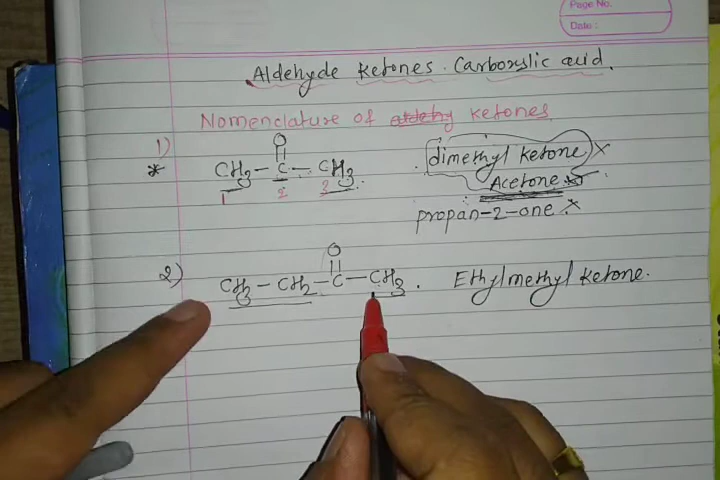 Page No.
Date:
Aldehyde ketones. Carboxylic acid.
Nomenclature of ketones
1) O
* CH3 – C – CH3 dimethyl ketone x
1 2 3 Acetone
propan-2-one. x
2) O
CH3 – CH2 – C – CH3 . Ethylmethyl ketone.